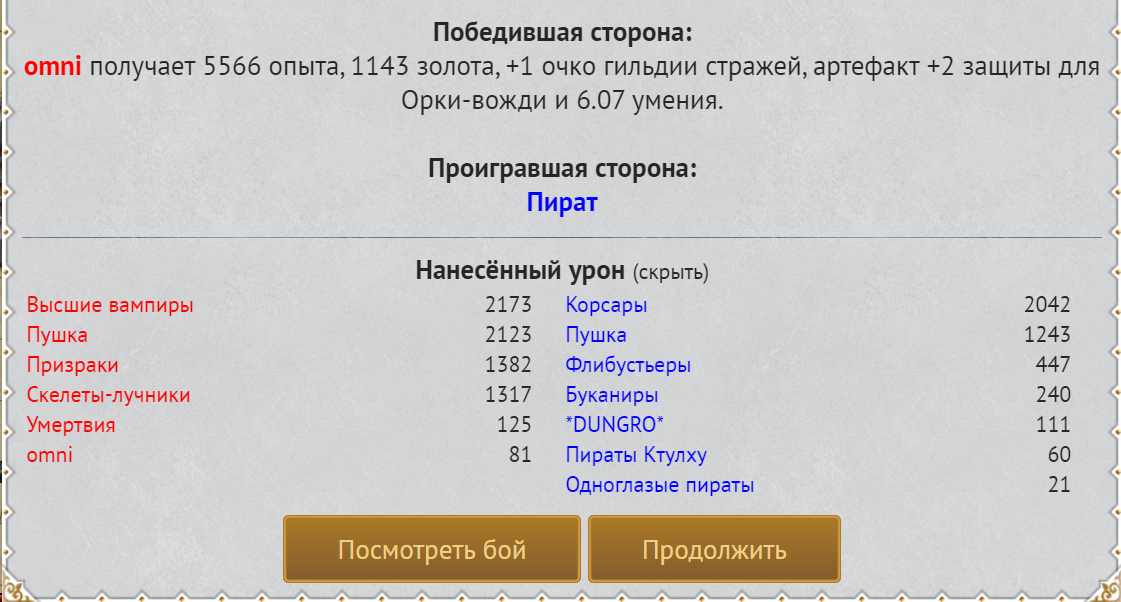 Победившая сторона:
omni получает 5566 опыта, 1143 золота, +1 очко гильдии стражей, артефакт +2 защиты для
Орки-вожди и 6.07 умения.
Проигравшая сторона:
Пират
Нанесённый урон (скрыть)
Высшие вампиры 2173 Корсары 2042
Пушка 2123 Пушка 1243
Призраки 1382 Флибустьеры 447
Скелеты-лучники 1317 Буканиры 240
Умертвия 125 *DUNGRO* 111
omni 81 Пираты Ктулху 60
Одноглазые пираты 21
Посмотреть бой Продолжить